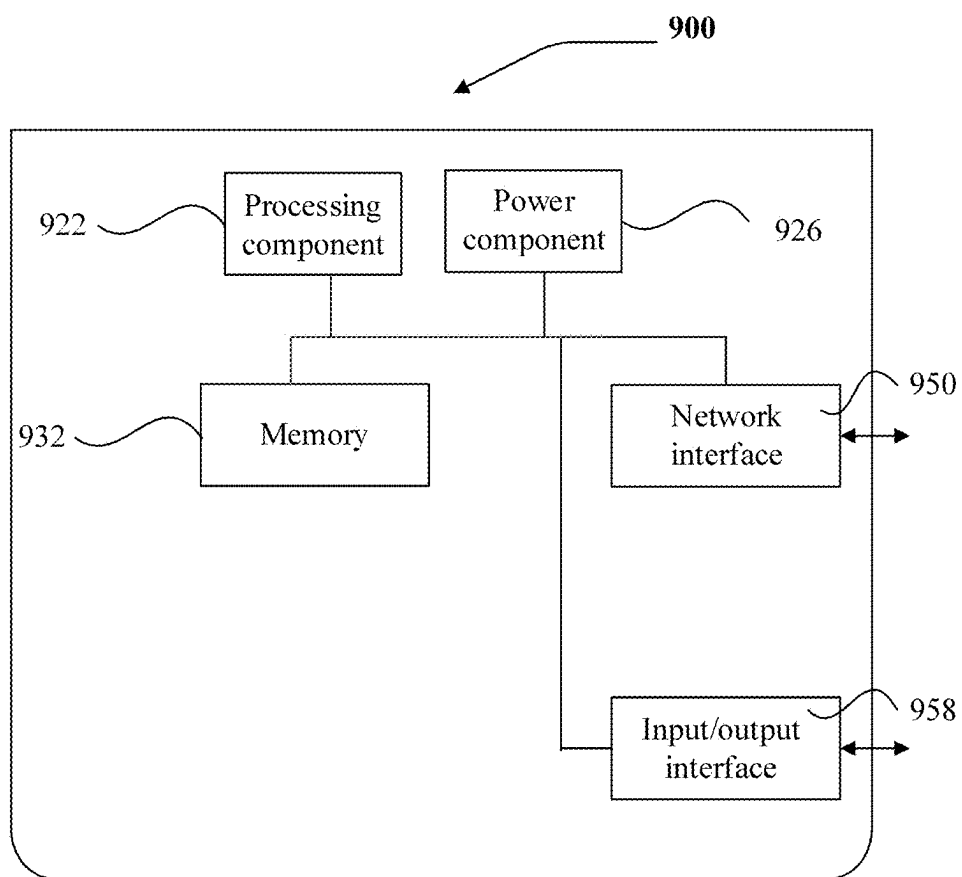 900
Processing
component
922
Power
component
926
Memory
932
Network
interface
950
Input/output
interface
958